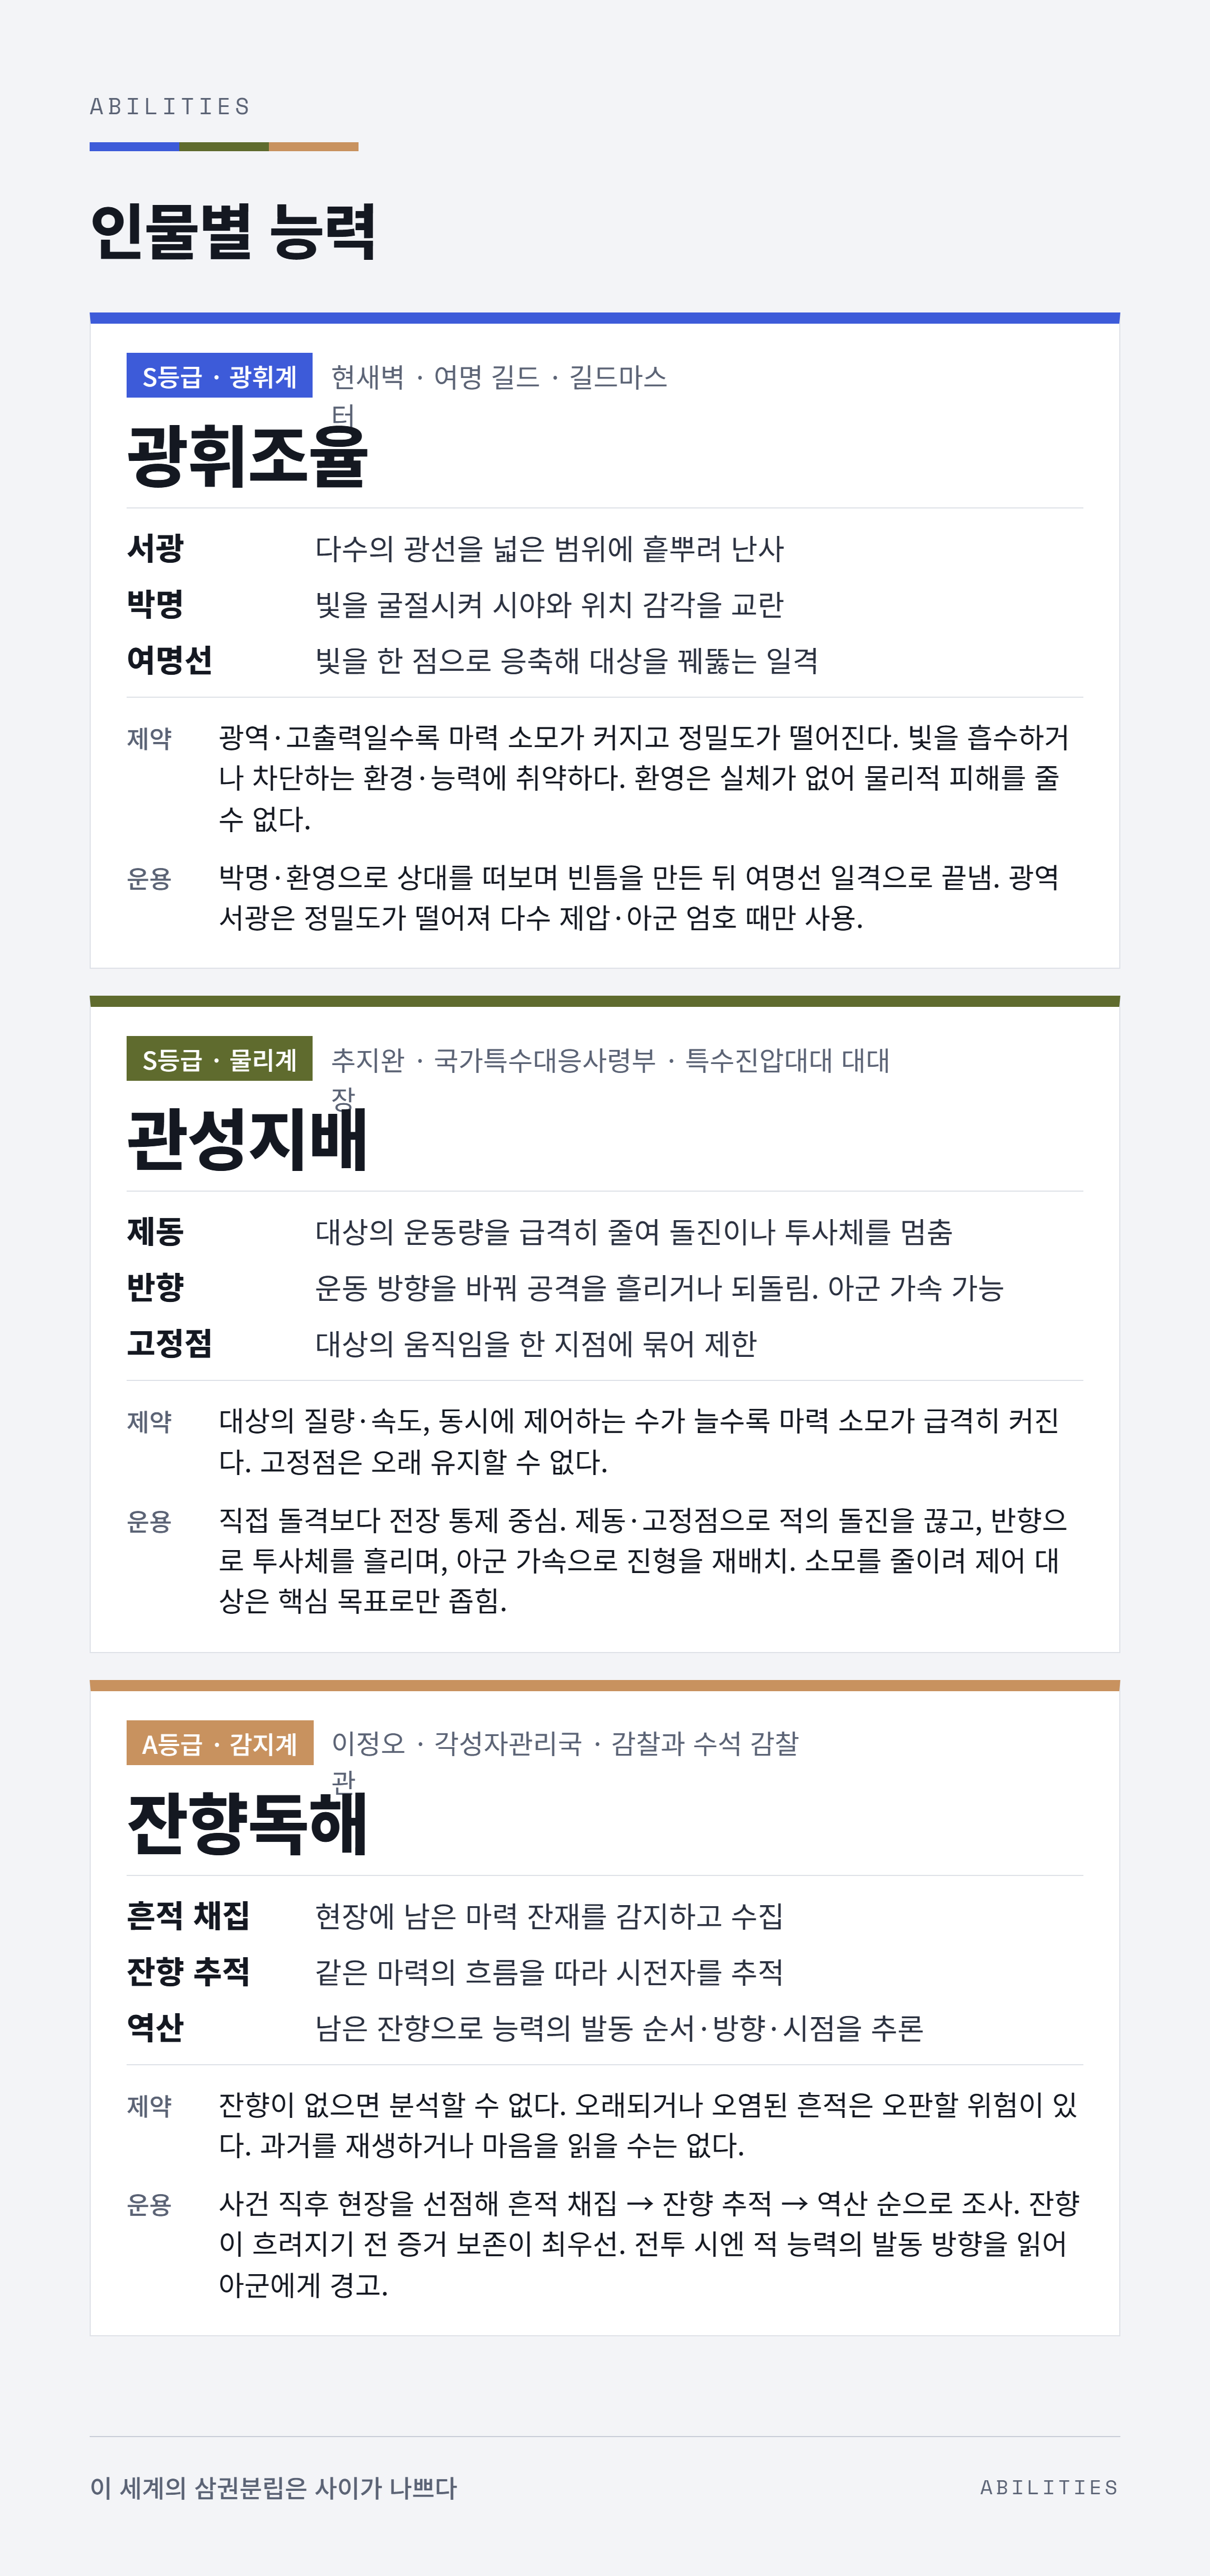 ABILITIES
인물별 능력
S등급 · 광휘계
현새벽 · 여명 길드 · 길드마스
터
광휘조율
서광 다수의 광선을 넓은 범위에 흩뿌려 난사
박명 빛을 굴절시켜 시야와 위치 감각을 교란
여명선 빛을 한 점으로 응축해 대상을 꿰뚫는 일격
제약 광역·고출력일수록 마력 소모가 커지고 정밀도가 떨어진다. 빛을 흡수하거
나 차단하는 환경·능력에 취약하다. 환영은 실체가 없어 물리적 피해를 줄
수 없다.
운용 박명·환영으로 상대를 떠보며 빈틈을 만든 뒤 여명선 일격으로 끝냄. 광역
서광은 정밀도가 떨어져 다수 제압·아군 엄호 때만 사용.
S등급 · 물리계
추지완 · 국가특수대응사령부 · 특수진압대대 대대
장
관성지배
제동 대상의 운동량을 급격히 줄여 돌진이나 투사체를 멈춤
반향 운동 방향을 바꿔 공격을 흘리거나 되돌림. 아군 가속 가능
고정점 대상의 움직임을 한 지점에 묶어 제한
제약 대상의 질량·속도, 동시에 제어하는 수가 늘수록 마력 소모가 급격히 커진
다. 고정점은 오래 유지할 수 없다.
운용 직접 돌격보다 전장 통제 중심. 제동·고정점으로 적의 돌진을 끊고, 반향으
로 투사체를 흘리며, 아군 가속으로 진형을 재배치. 소모를 줄이려 제어 대
상은 핵심 목표로만 좁힘.
A등급 · 감지계
이정오 · 각성자관리국 · 감찰과 수석 감찰
관
잔향독해
흔적 채집 현장에 남은 마력 잔재를 감지하고 수집
잔향 추적 같은 마력의 흐름을 따라 시전자를 추적
역산 남은 잔향으로 능력의 발동 순서·방향·시점을 추론
제약 잔향이 없으면 분석할 수 없다. 오래되거나 오염된 흔적은 오판할 위험이 있
다. 과거를 재생하거나 마음을 읽을 수는 없다.
운용 사건 직후 현장을 선점해 흔적 채집 → 잔향 추적 → 역산 순으로 조사. 잔향
이 흐려지기 전 증거 보존이 최우선. 전투 시엔 적 능력의 발동 방향을 읽어
아군에게 경고.
이 세계의 삼권분립은 사이가 나쁘다
ABILITIES